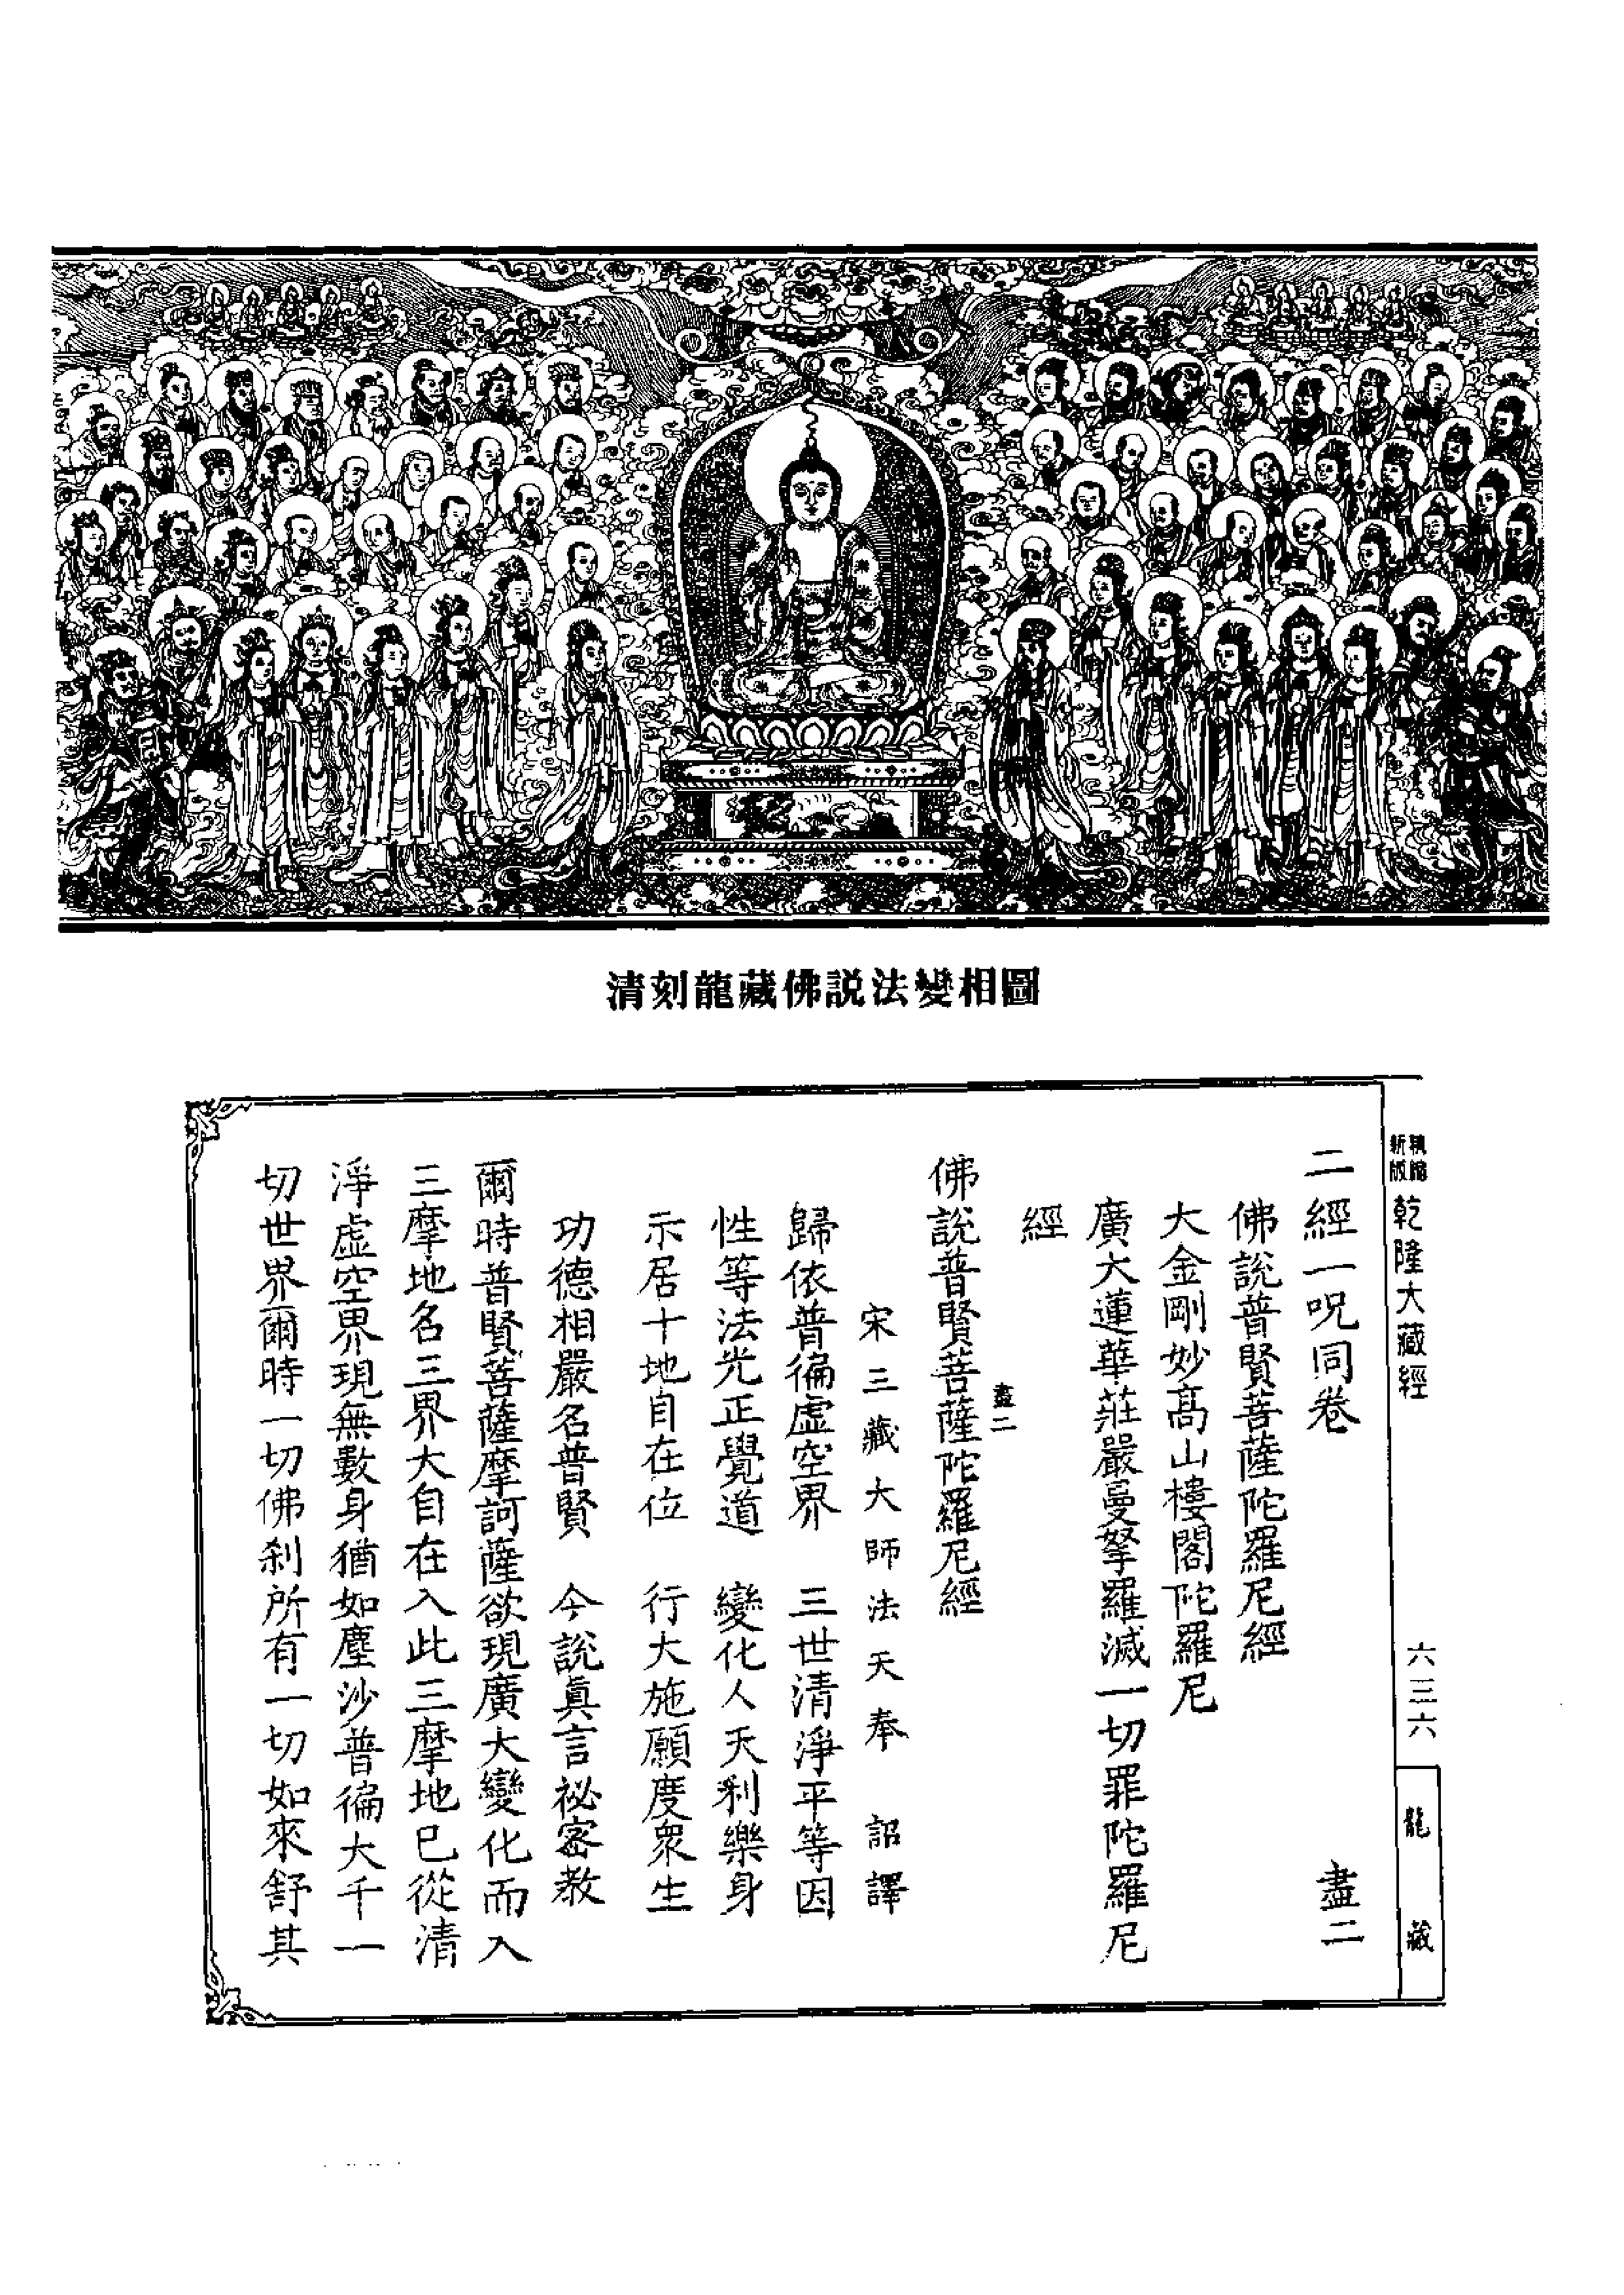 清刻龍藏佛説法變相圖
精縮新版
乾隆大藏經
六三六
龍藏
二經一呪同卷 盡二
佛說普賢菩薩陀羅尼經
大金剛妙高山樓閣陀羅尼
廣大蓮華莊嚴曼拏羅滅一切罪陀羅尼
經
盡二
佛說普賢菩薩陀羅尼經
宋三藏大師法天奉 詔譯
歸依普徧虛空界 三世清淨平等因
性等法光正覺道 變化人天利樂身
示居十地自在位 行大施願度衆生
功德相嚴名普賢 今說眞言祕密教
爾時普賢菩薩摩訶薩欲現廣大變化而入
三摩地名三界大自在入此三摩地已從清
淨虛空界現無數身猶如塵沙普徧大千一
切世界爾時一切佛刹所有一切如來舒其